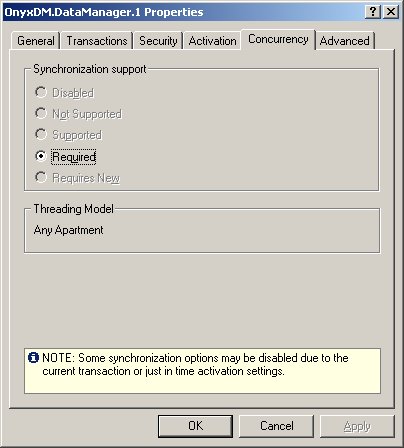 OnyxDM.DataManager.1 Properties
General Transactions Security Activation Concurrency Advanced
Synchronization support
Disabled
Not Supported
Supported
Required
Requires New
Threading Model
Any Apartment
NOTE: Some synchronization options may be disabled due to the
current transaction or just in time activation settings.
OK Cancel Apply